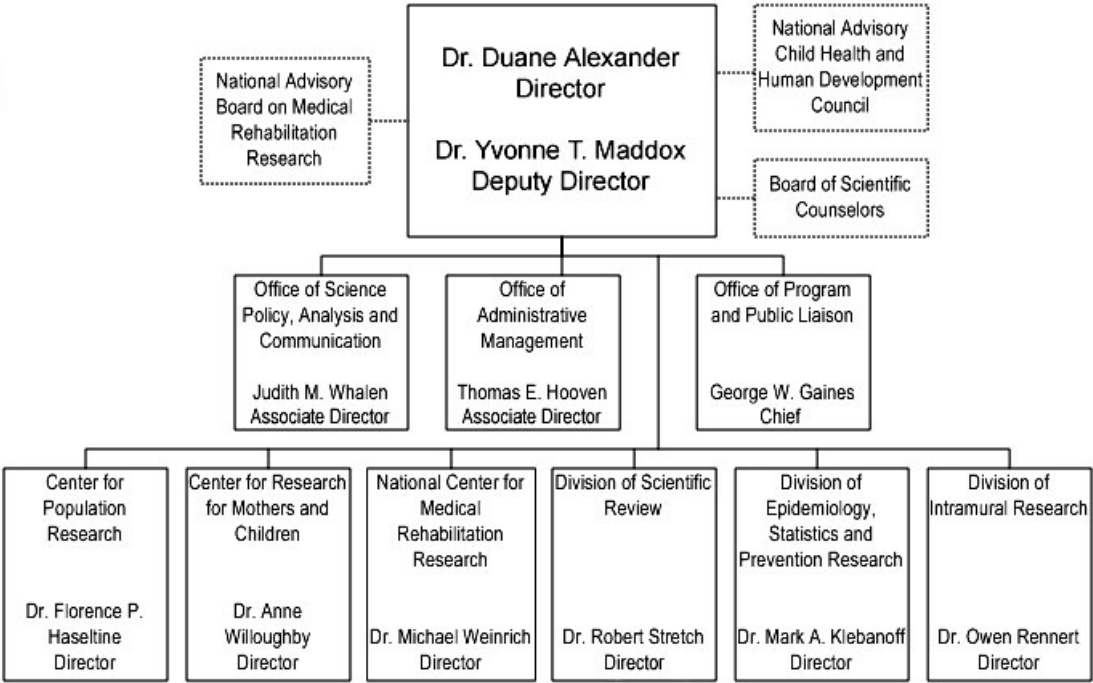 Dr. Duane Alexander
Director
Dr. Yvonne T. Maddox
Deputy Director
National Advisory
Board on Medical
Rehabilitation
Research
National Advisory
Child Health and
Human Development
Council
Board of Scientific
Counselors
Office of Science
Policy, Analysis and
Communication
Judith M. Whalen
Associate Director
Office of
Administrative
Management
Thomas E. Hooven
Associate Director
Office of Program
and Public Liaison
George W. Gaines
Chief
Center for
Population
Research
Dr. Florence P.
Haseltine
Director
Center for Research
for Mothers and
Children
Dr. Anne
Willoughby
Director
National Center for
Medical
Rehabilitation
Research
Dr. Michael Weinrich
Director
Division of Scientific
Review
Dr. Robert Stretch
Director
Division of
Epidemiology,
Statistics and
Prevention Research
Dr. Mark A. Klebanoff
Director
Division of
Intramural Research
Dr. Owen Rennert
Director